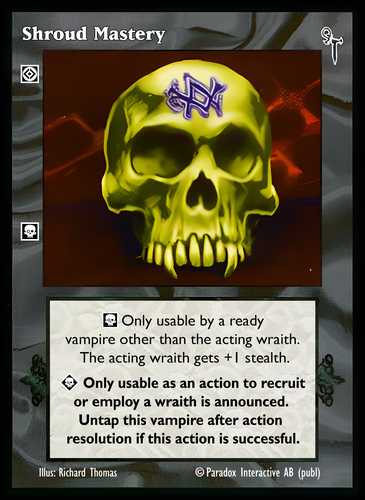 Shroud Mastery
Only usable by a ready
vampire other than the acting wraith.
The acting wraith gets +1 stealth.
Only usable as an action to recruit
or employ a wraith is announced.
Untap this vampire after action
resolution if this action is successful.
Illus: Richard Thomas © Paradox Interactive AB (publ)